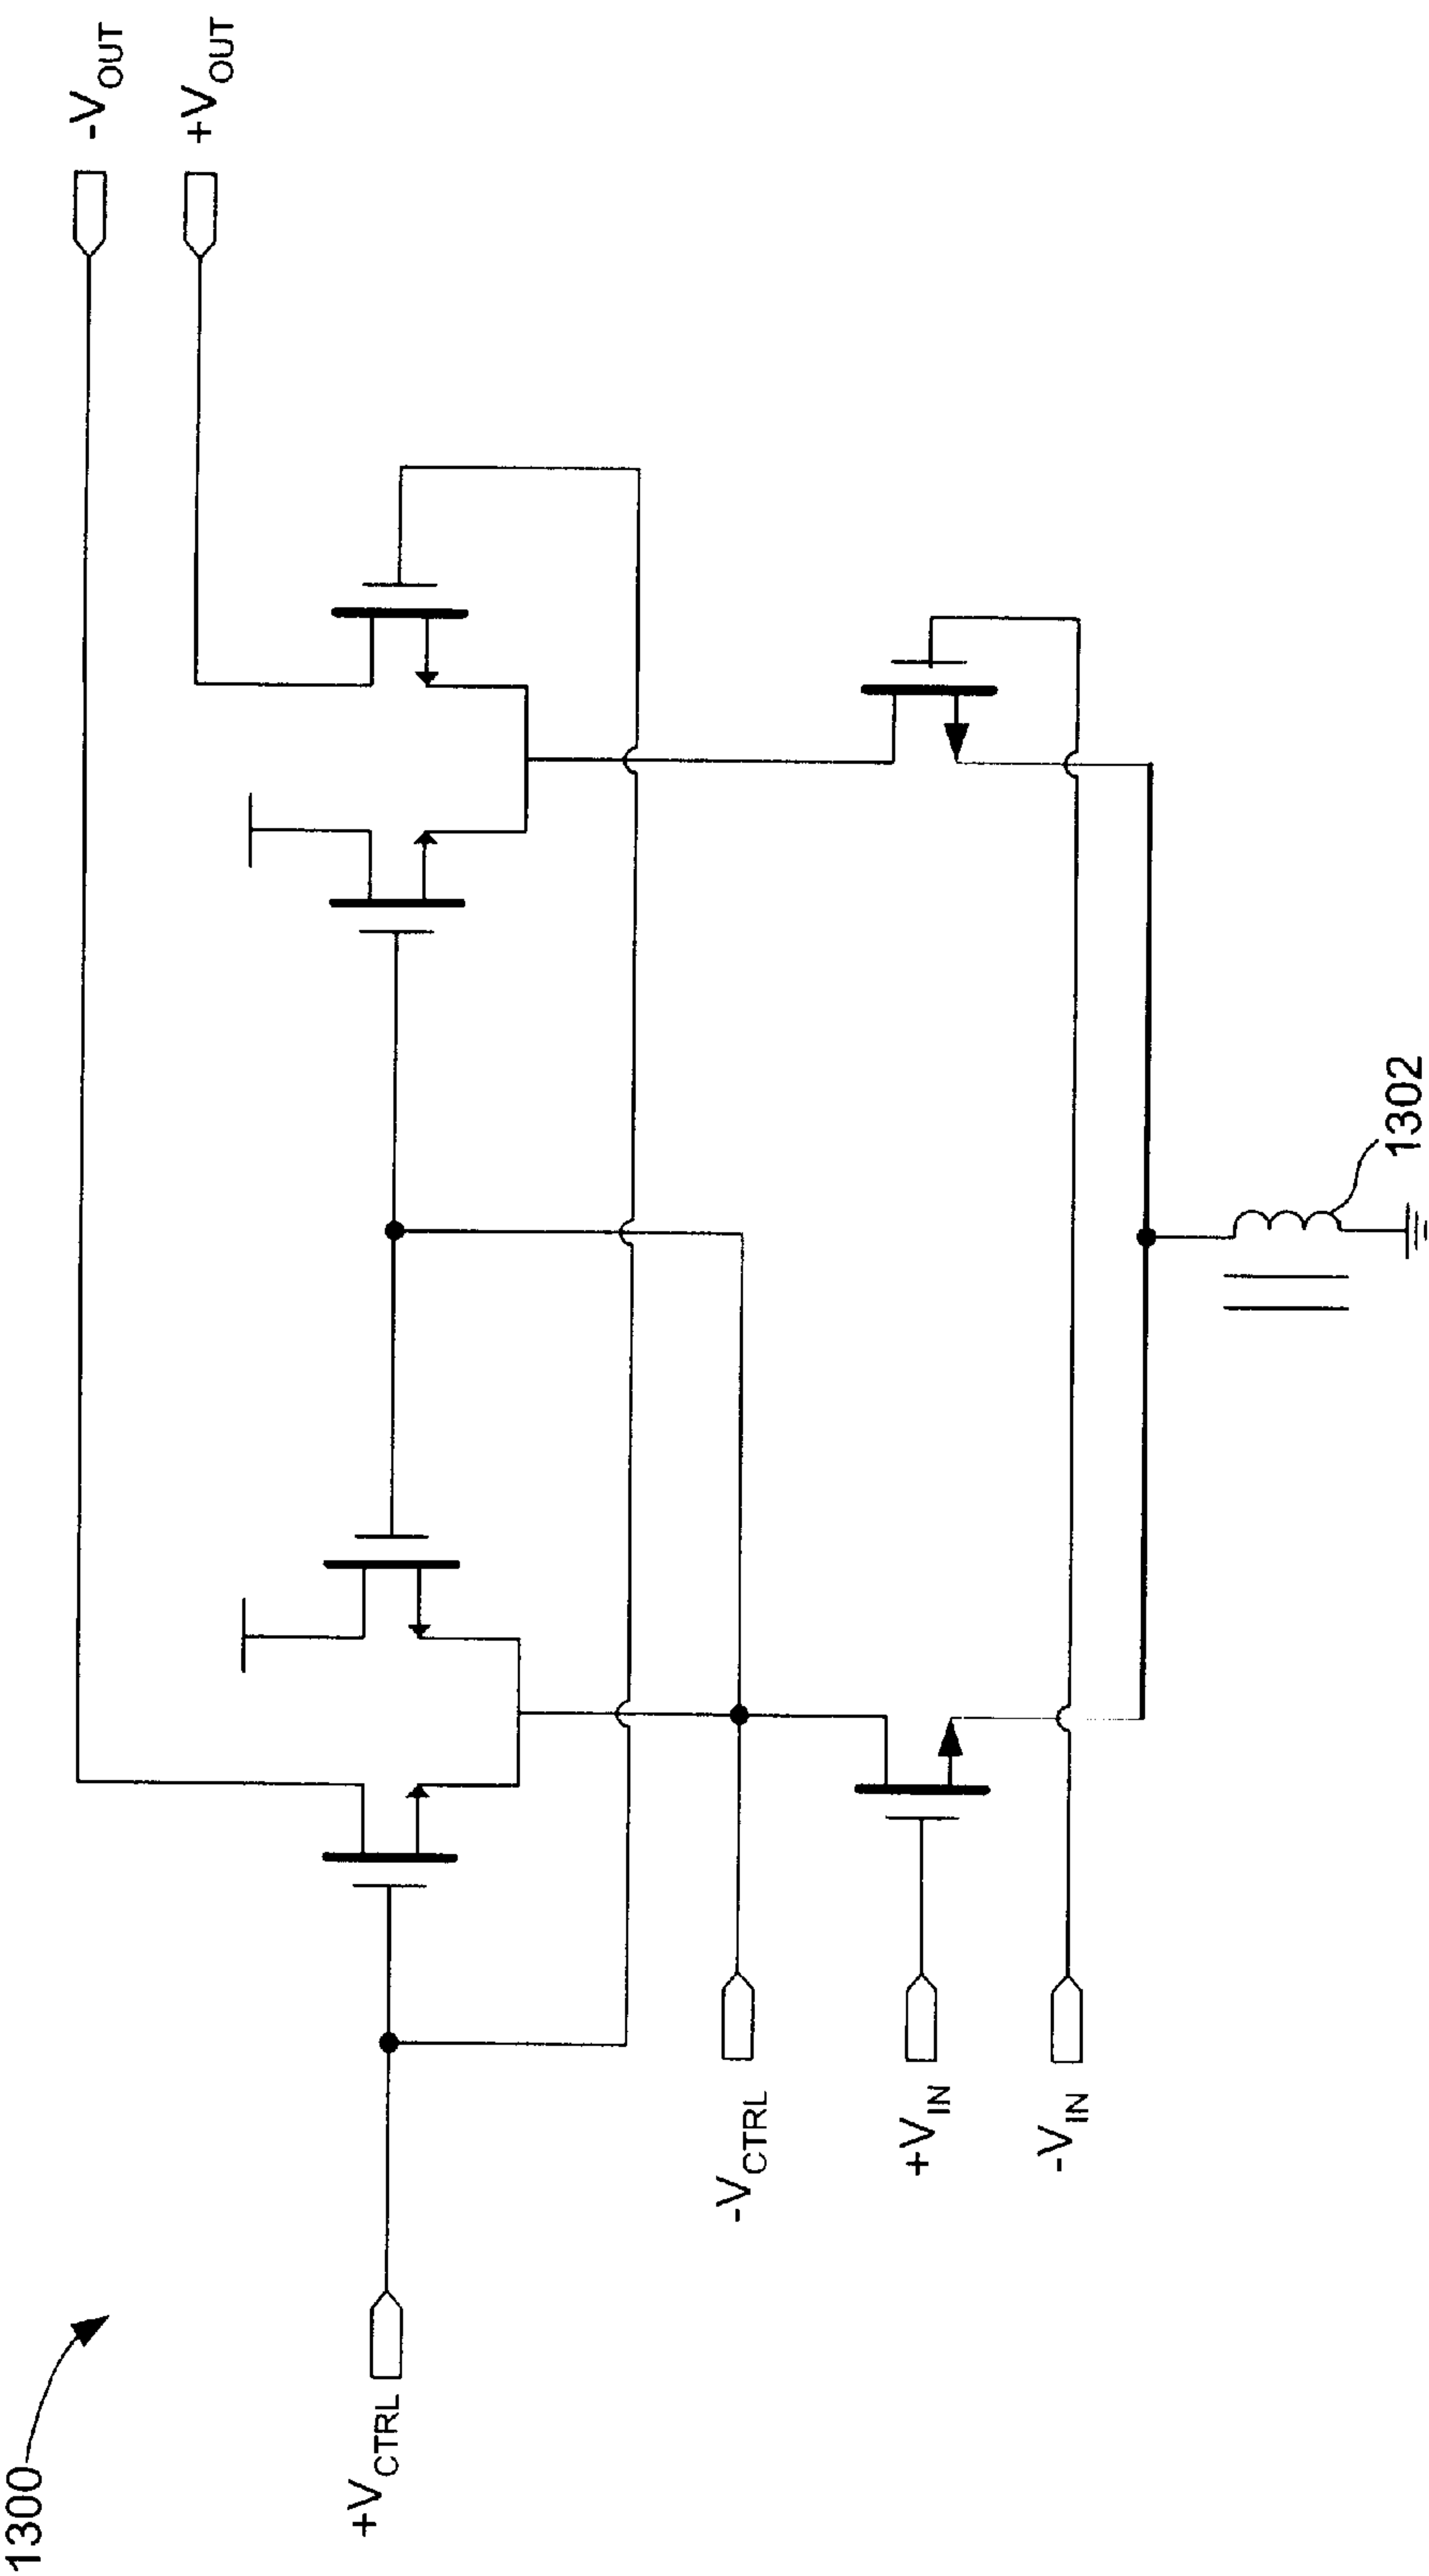 1300
-V_OUT
+V_OUT
+V_CTRL
-V_CTRL
+V_IN
-V_IN
1302